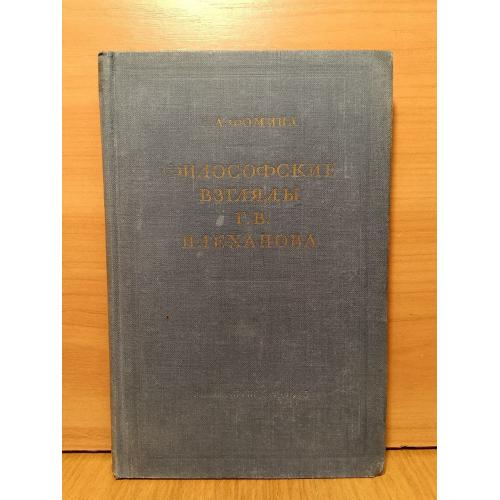 А. ФОМИНА
ФИЛОСОФСКИЕ
ВЗГЛЯДЫ
Г. В.
ПЛЕХАНОВА